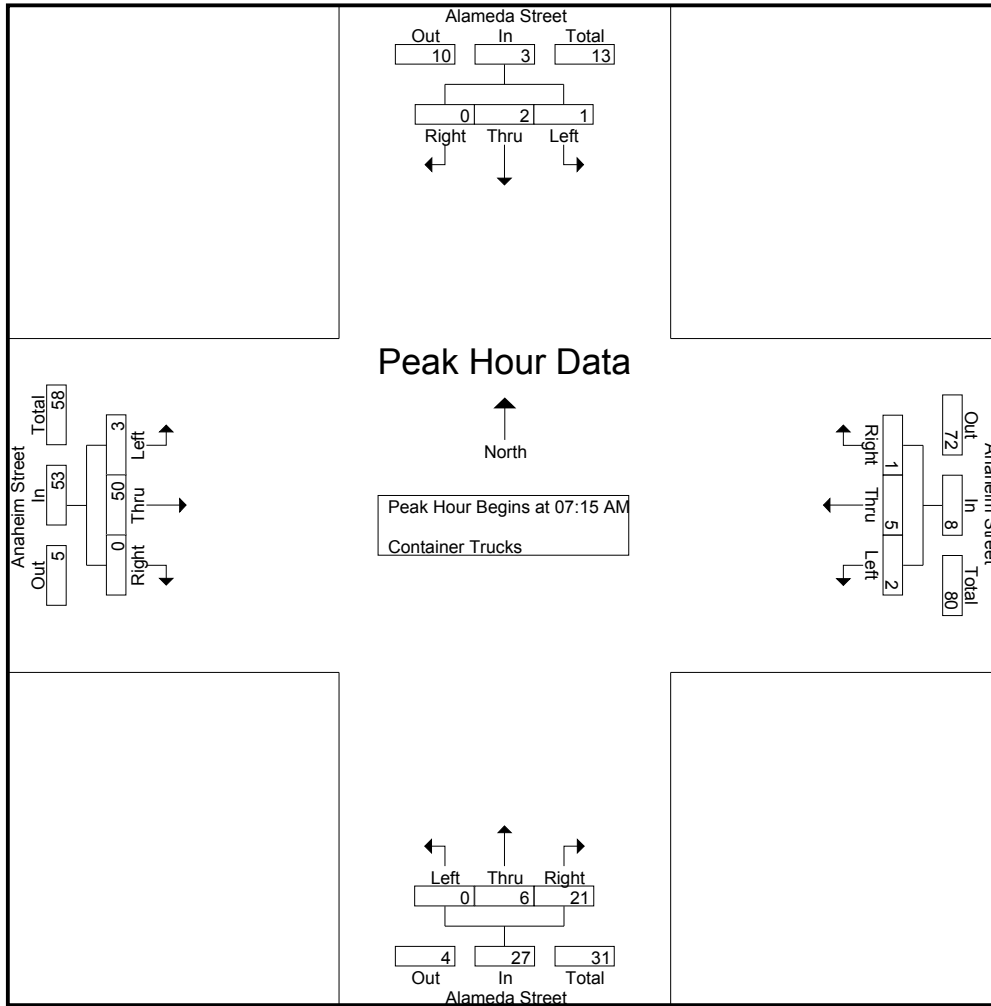 Alameda Street
Out In Total
10 3 13
0 2 1
Right Thru Left
Peak Hour Data
North
Peak Hour Begins at 07:15 AM
Container Trucks
Anaheim Street
Out In Total
5 53 58
0 50 3
Right Thru Left
Anaheim Street
Out In Total
72 8 80
1 5 2
Right Thru Left
Left Thru Right
0 6 21
4 27 31
Out In Total
Alameda Street